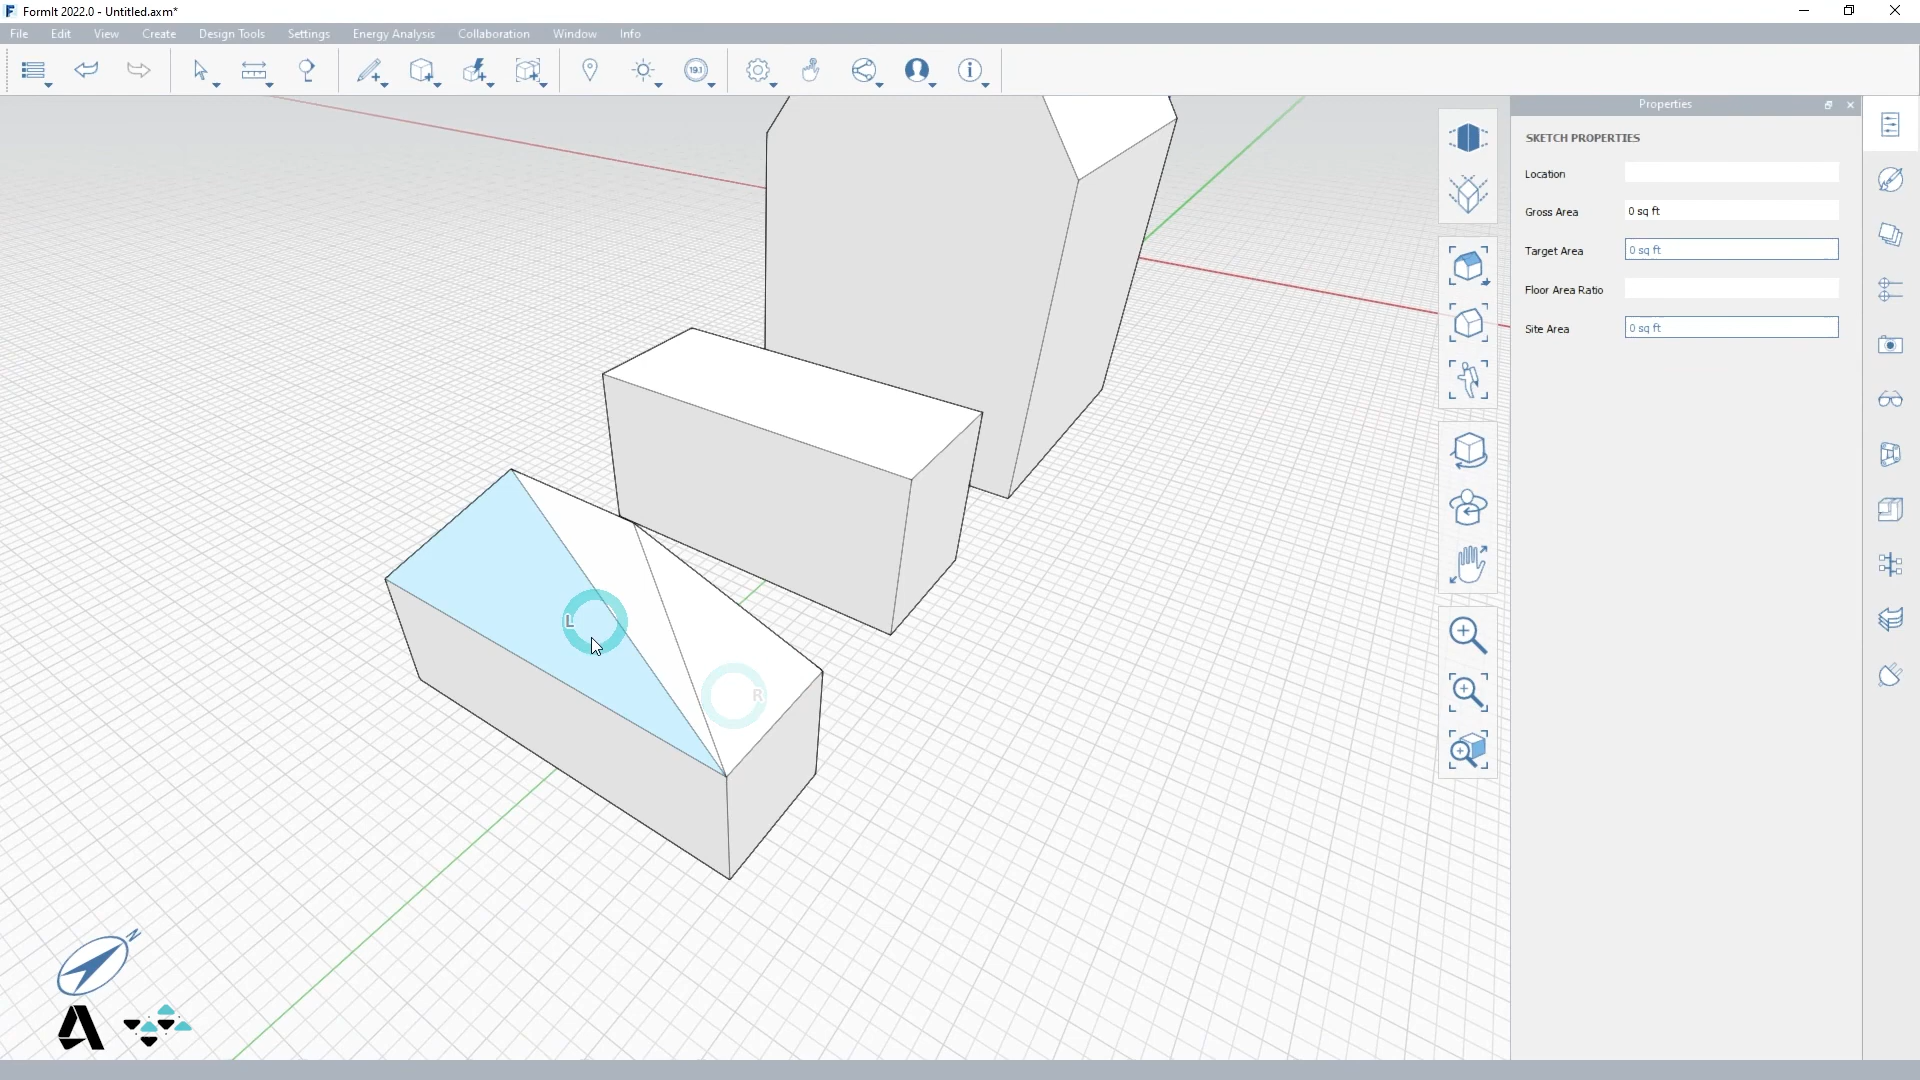 FormIt 2022.0 - Untitled.axm*
File Edit View Create Design Tools Settings Energy Analysis Collaboration Window Info
19.1
Properties
SKETCH PROPERTIES
Location
Gross Area 0 sq ft
Target Area 0 sq ft
Floor Area Ratio
Site Area 0 sq ft
L
R
N